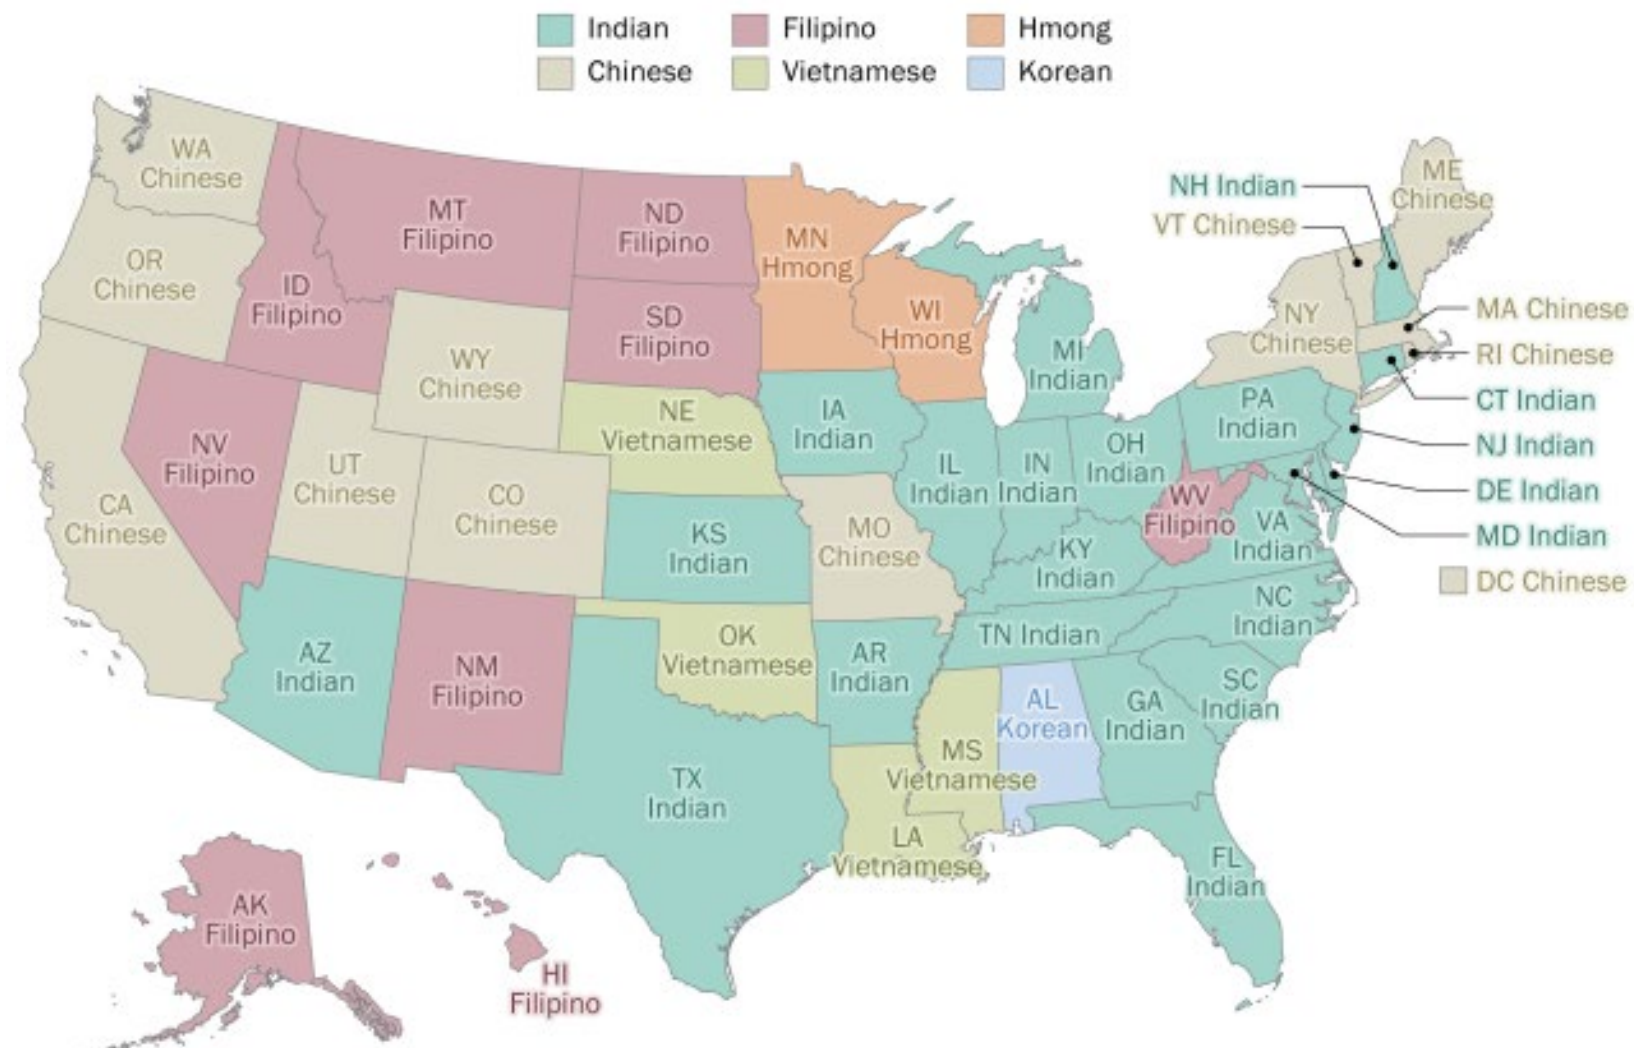 Indian
Filipino
Hmong
Chinese
Vietnamese
Korean
WA
Chinese
OR
Chinese
CA
Chinese
NV
Filipino
ID
Filipino
MT
Filipino
WY
Chinese
UT
Chinese
CO
Chinese
AZ
Indian
NM
Filipino
ND
Filipino
SD
Filipino
NE
Vietnamese
KS
Indian
OK
Vietnamese
TX
Indian
MN
Hmong
IA
Indian
MO
Chinese
AR
Indian
LA
Vietnamese
WI
Hmong
IL
Indian
MI
Indian
IN
Indian
OH
Indian
KY
Indian
TN Indian
MS
Vietnamese
AL
Korean
GA
Indian
FL
Indian
SC
Indian
NC
Indian
VA
Indian
WV
Filipino
PA
Indian
NY
Chinese
ME
Chinese
NH Indian
VT Chinese
MA Chinese
RI Chinese
CT Indian
NJ Indian
DE Indian
MD Indian
DC Chinese
AK
Filipino
HI
Filipino